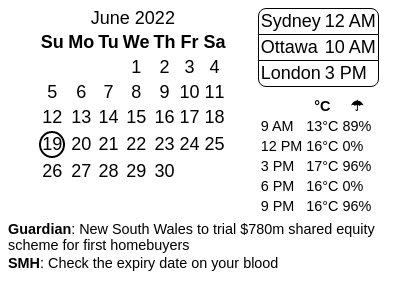 June 2022
Su Mo Tu We Th Fr Sa
1 2 3 4
5 6 7 8 9 10 11
12 13 14 15 16 17 18
19 20 21 22 23 24 25
26 27 28 29 30
Sydney 12 AM
Ottawa 10 AM
London 3 PM
°C ☂
9 AM 13°C 89%
12 PM 16°C 0%
3 PM 17°C 96%
6 PM 16°C 0%
9 PM 16°C 96%
Guardian: New South Wales to trial $780m shared equity
scheme for first homebuyers
SMH: Check the expiry date on your blood